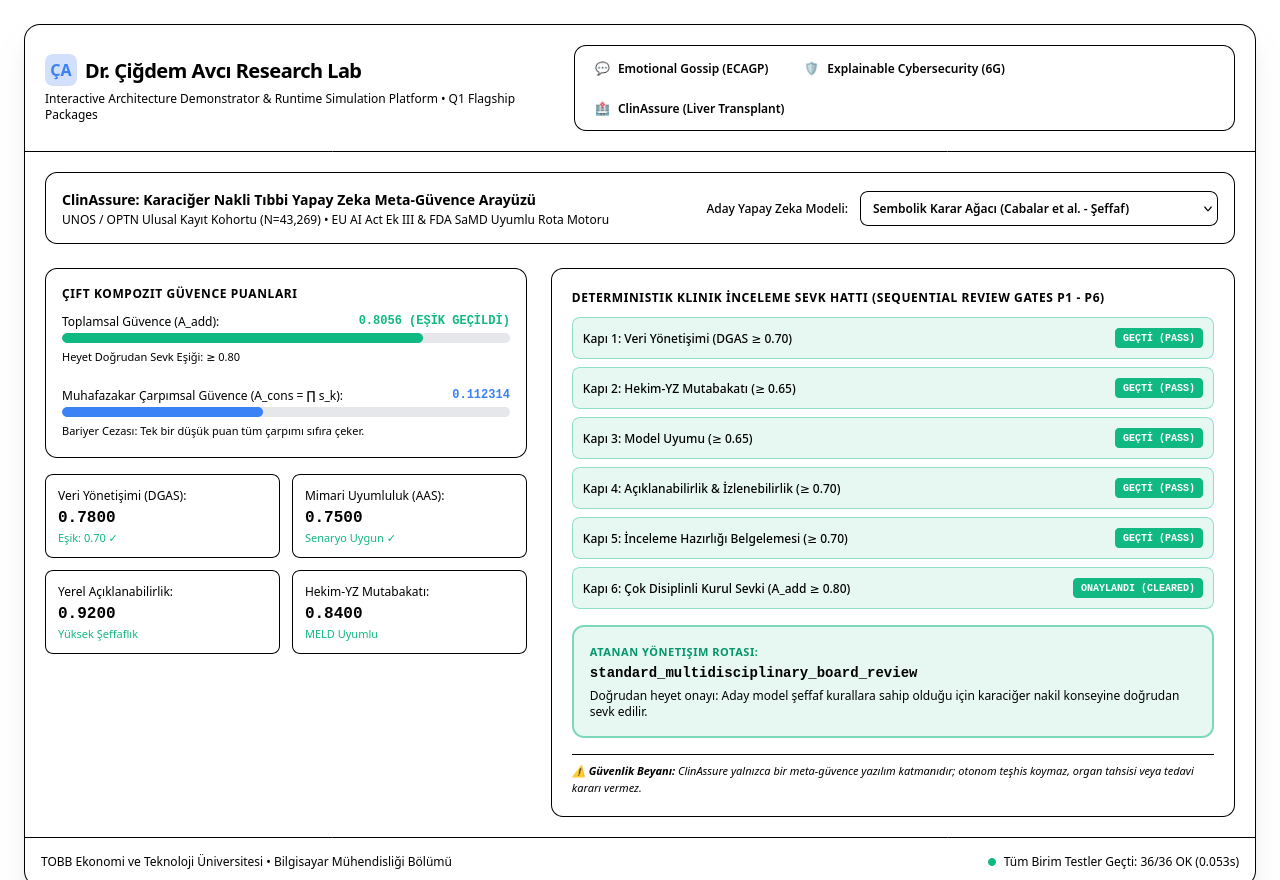 ÇA Dr. Çiğdem Avcı Research Lab
Interactive Architecture Demonstrator & Runtime Simulation Platform • Q1 Flagship
Packages
💬 Emotional Gossip (ECAGP)
🛡️ Explainable Cybersecurity (6G)
🏥 ClinAssure (Liver Transplant)
ClinAssure: Karaciğer Nakli Tıbbi Yapay Zeka Meta-Güvence Arayüzü
UNOS / OPTN Ulusal Kayıt Kohortu (N=43,269) • EU AI Act Ek III & FDA SaMD Uyumlu Rota Motoru
Aday Yapay Zeka Modeli:
Sembolik Karar Ağacı (Cabalar et al. - Şeffaf)
ÇIFT KOMPOZIT GÜVENCE PUANLARI
Toplamsal Güvence (A_add):
0.8056 (EŞİK GEÇİLDİ)
Heyet Doğrudan Sevk Eşiği: ≥ 0.80
Muhafazakar Çarpımsal Güvence (A_cons = ∏ s_k):
0.112314
Bariyer Cezası: Tek bir düşük puan tüm çarpımı sıfıra çeker.
Veri Yönetişimi (DGAS):
0.7800
Eşik: 0.70 ✓
Mimari Uyumluluk (AAS):
0.7500
Senaryo Uygun ✓
Yerel Açıklanabilirlik:
0.9200
Yüksek Şeffaflık
Hekim-YZ Mutabakatı:
0.8400
MELD Uyumlu
DETERMINISTIK KLINIK İNCELEME SEVK HATTI (SEQUENTIAL REVIEW GATES P1 - P6)
Kapı 1: Veri Yönetişimi (DGAS ≥ 0.70)
GEÇTİ (PASS)
Kapı 2: Hekim-YZ Mutabakatı (≥ 0.65)
GEÇTİ (PASS)
Kapı 3: Model Uyumu (≥ 0.65)
GEÇTİ (PASS)
Kapı 4: Açıklanabilirlik & İzlenebilirlik (≥ 0.70)
GEÇTİ (PASS)
Kapı 5: İnceleme Hazırlığı Belgelemesi (≥ 0.70)
GEÇTİ (PASS)
Kapı 6: Çok Disiplinli Kurul Sevki (A_add ≥ 0.80)
ONAYLANDI (CLEARED)
ATANAN YÖNETIŞIM ROTASI:
standard_multidisciplinary_board_review
Doğrudan heyet onayı: Aday model şeffaf kurallara sahip olduğu için karaciğer nakil konseyine doğrudan
sevk edilir.
⚠️ Güvenlik Beyanı: ClinAssure yalnızca bir meta-güvence yazılım katmanıdır; otonom teşhis koymaz, organ tahsisi veya tedavi
kararı vermez.
TOBB Ekonomi ve Teknoloji Üniversitesi • Bilgisayar Mühendisliği Bölümü
Tüm Birim Testler Geçti: 36/36 OK (0.053s)